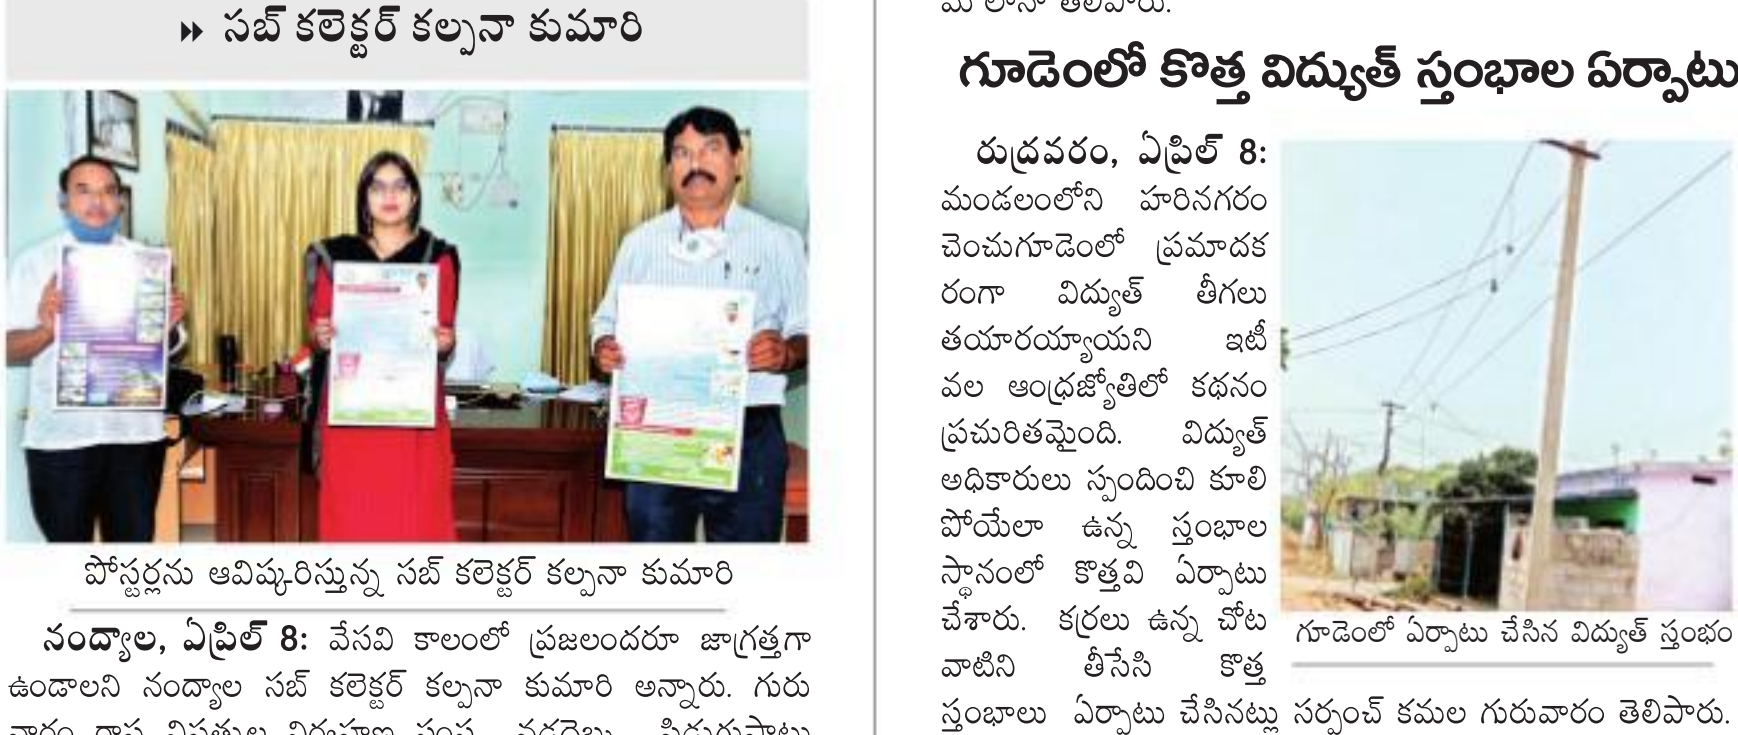 ▸▸ సబ్ కలెక్టర్ కల్పనా కుమారి
పోస్టర్లను ఆవిష్కరిస్తున్న సబ్ కలెక్టర్ కల్పనా కుమారి
నంద్యాల, ఏప్రిల్ 8: వేసవి కాలంలో ప్రజలందరూ జాగ్రత్తగా
ఉండాలని నంద్యాల సబ్ కలెక్టర్ కల్పనా కుమారి అన్నారు. గురు
తెలిపారు.
గూడెంలో కొత్త విద్యుత్ స్తంభాల ఏర్పాటు
రుద్రవరం, ఏప్రిల్ 8:
మండలంలోని హరినగరం
చెంచుగూడెంలో ప్రమాదక
రంగా విద్యుత్ తీగలు
తయారయ్యాయని ఇటీ
వల ఆంధ్రజ్యోతిలో కథనం
ప్రచురితమైంది. విద్యుత్
అధికారులు స్పందించి కూలి
పోయేలా ఉన్న స్తంభాల
స్థానంలో కొత్తవి ఏర్పాటు
చేశారు. కర్రలు ఉన్న చోట
వాటిని తీసేసి కొత్త
స్తంభాలు ఏర్పాటు చేసినట్లు సర్పంచ్ కమల గురువారం తెలిపారు.
గూడెంలో ఏర్పాటు చేసిన విద్యుత్ స్తంభం